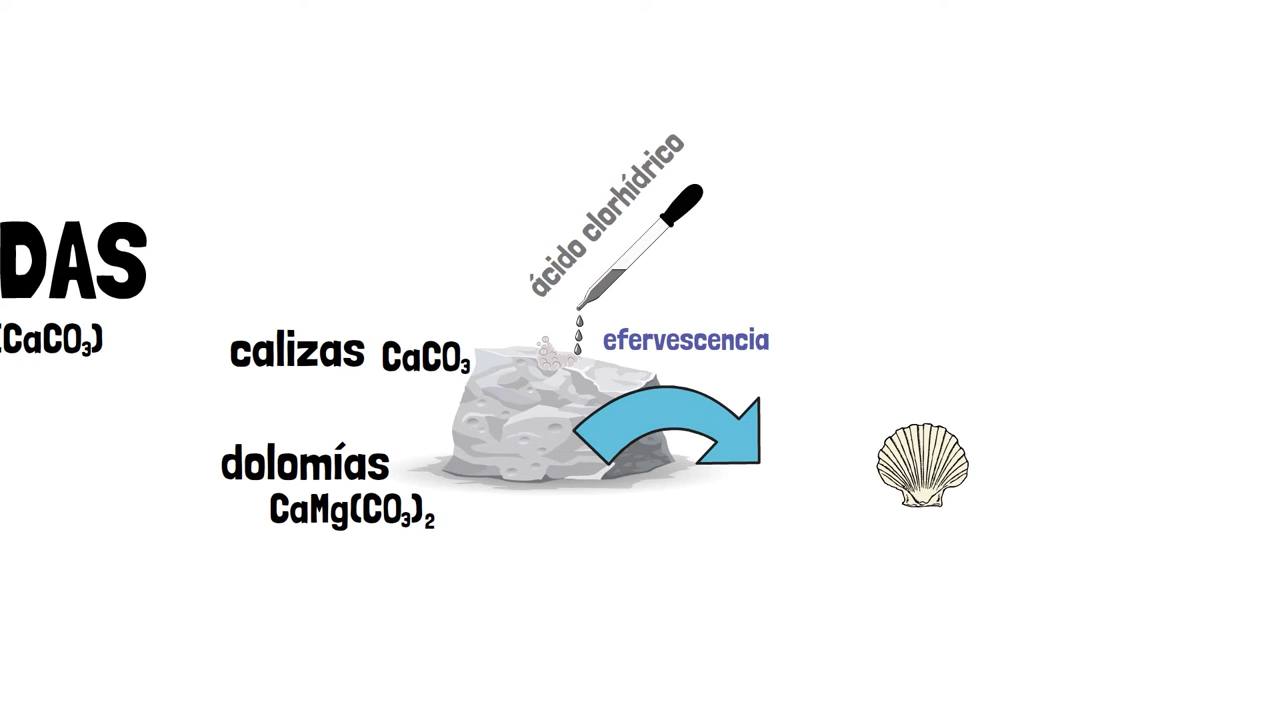 DAS
(CaCO₃)
ácido clorhídrico
efervescencia
calizas CaCO₃
dolomías
CaMg(CO₃)₂